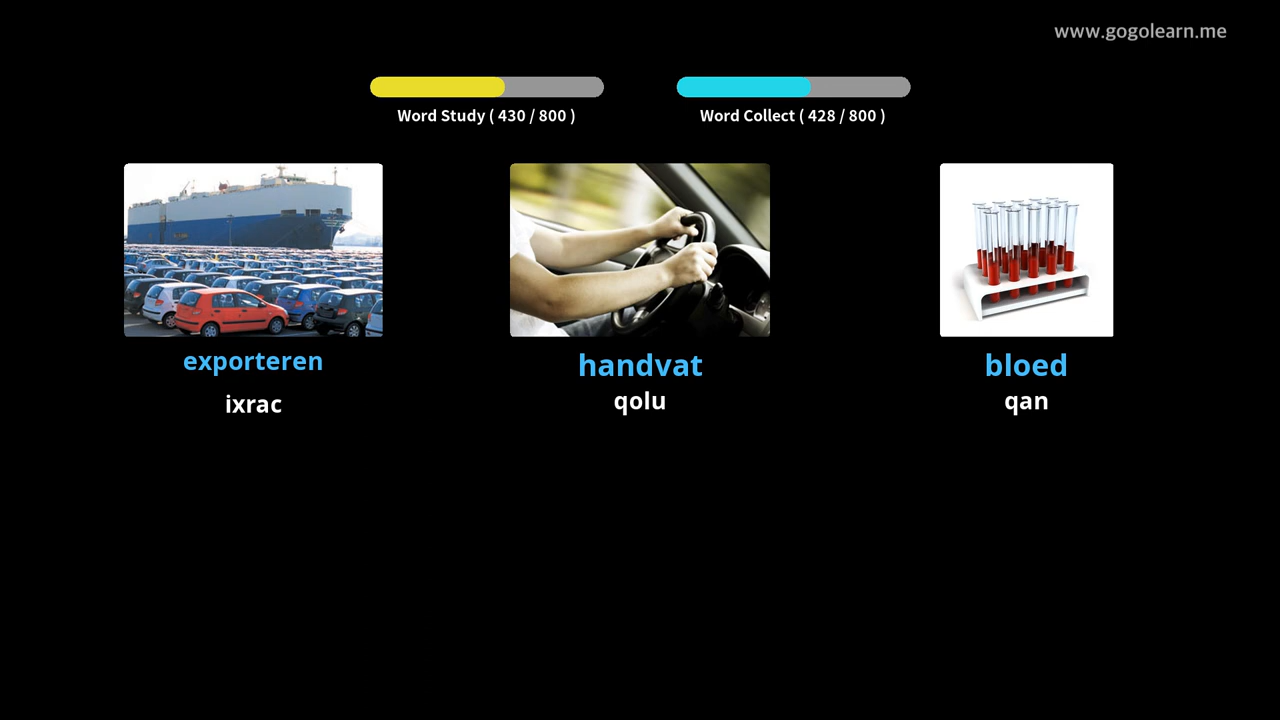 www.gogolearn.me
Word Study ( 430 / 800 )
Word Collect ( 428 / 800 )
exporteren
handvat
bloed
ixrac
qolu
qan